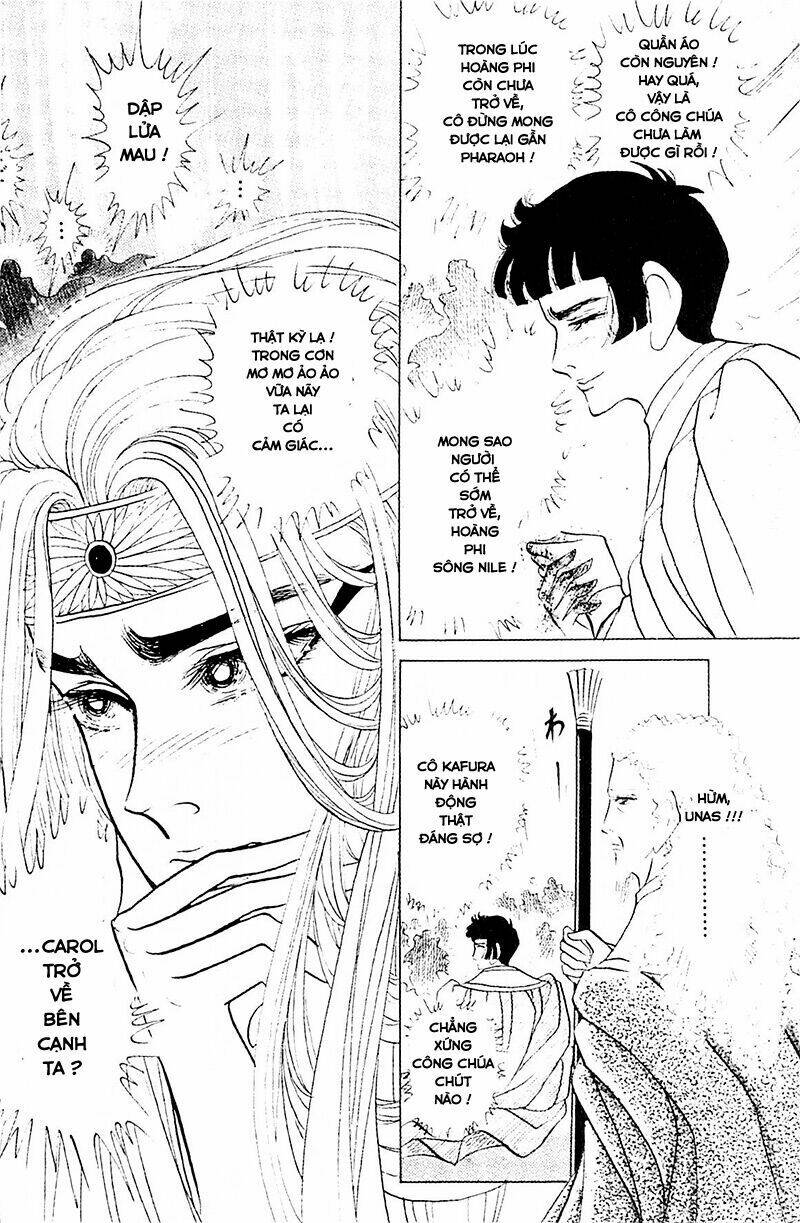 QUẦN ÁO
CÒN NGUYÊN !
HAY QUÁ,
VẬY LÀ
CÔ CÔNG CHÚA
CHƯA LÀM
ĐƯỢC GÌ RỒI !
TRONG LÚC
HOÀNG PHI
CÒN CHƯA
TRỞ VỀ,
CÔ ĐỪNG MONG
ĐƯỢC LẠI GẦN
PHARAOH !
MONG SAO
NGƯỜI
CÓ THỂ
SỚM
TRỞ VỀ,
HOÀNG
PHI
SÔNG NILE !
HỪM,
UNAS !!!
........
わー
CÔ KAFURA
NÀY HÀNH
ĐỘNG
THẬT
ĐÁNG SỢ !
CHẲNG
XỨNG
CÔNG CHÚA
CHÚT
NÀO !
DẬP
LỬA
MAU !
...
...
THẬT KỲ LẠ !
TRONG CƠN
MƠ MƠ ẢO ẢO
VỪA NÃY
TA LẠI
CÓ
CẢM GIÁC...
...CAROL
TRỞ
VỀ
BÊN
CẠNH
TA ?